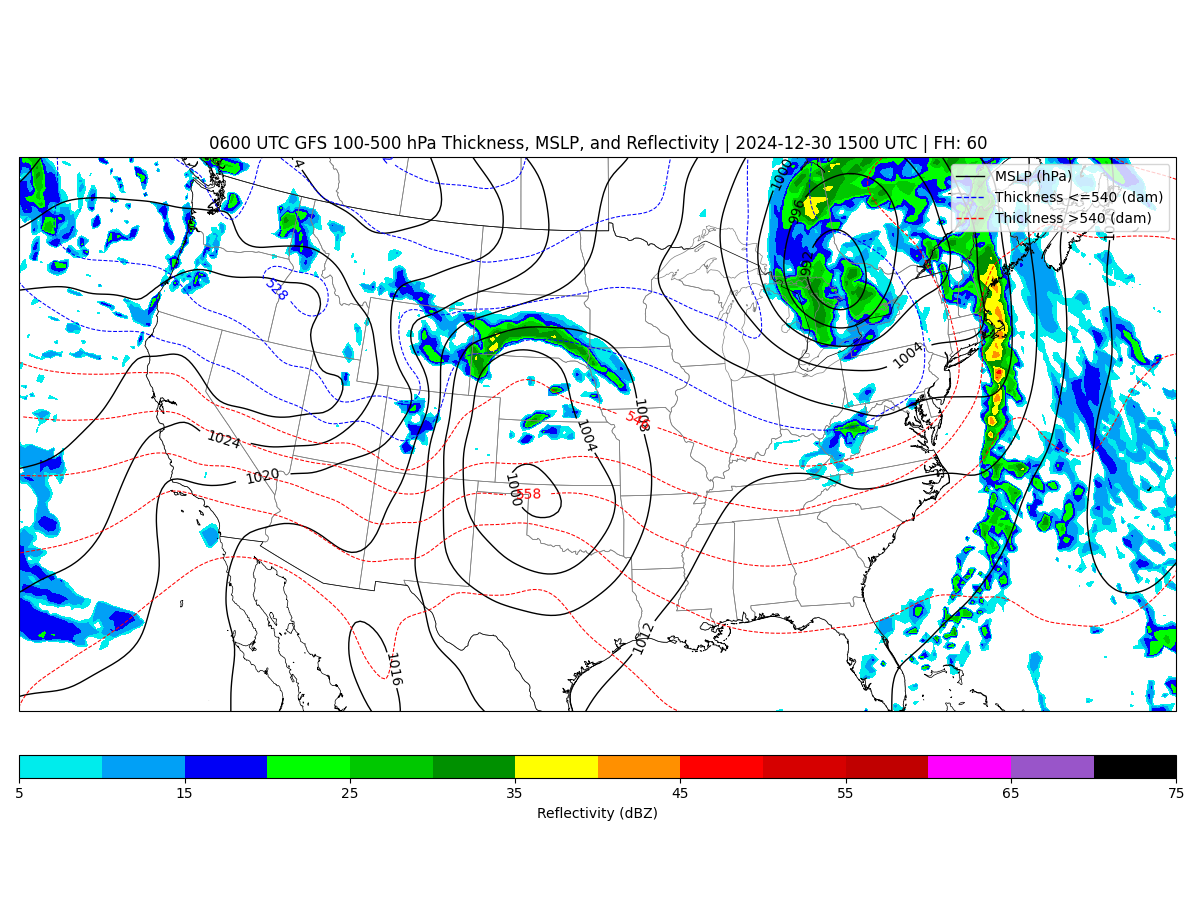 0600 UTC GFS 100-500 hPa Thickness, MSLP, and Reflectivity | 2024-12-30 1500 UTC | FH: 60
MSLP (hPa)
Thickness <=540 (dam)
Thickness >540 (dam)
1000
996
992
528
1004
1008
1004
1024
1020
1000
558
1012
1016
5 15 25 35 45 55 65 75
Reflectivity (dBZ)